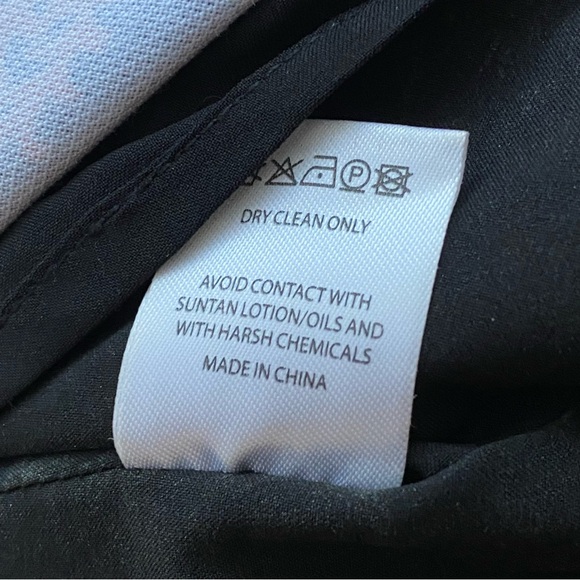 P
DRY CLEAN ONLY
AVOID CONTACT WITH
SUNTAN LOTION/OILS AND
WITH HARSH CHEMICALS
MADE IN CHINA